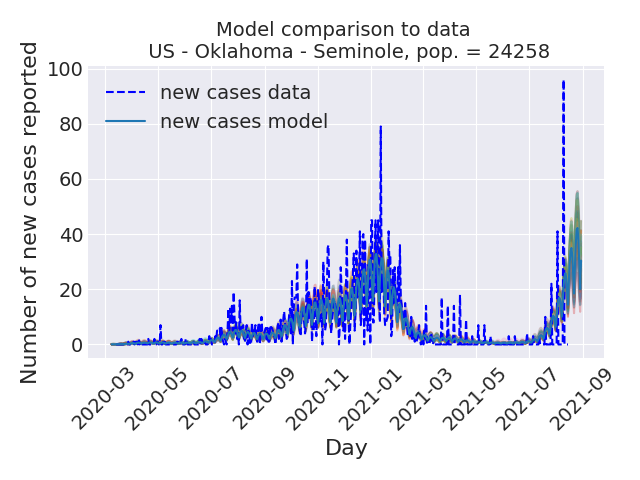 Model comparison to data
US - Oklahoma - Seminole, pop. = 24258
new cases data
new cases model
Number of new cases reported
100
80
60
40
20
0
2020-03
2020-05
2020-07
2020-09
2020-11
2021-01
2021-03
2021-05
2021-07
2021-09
Day